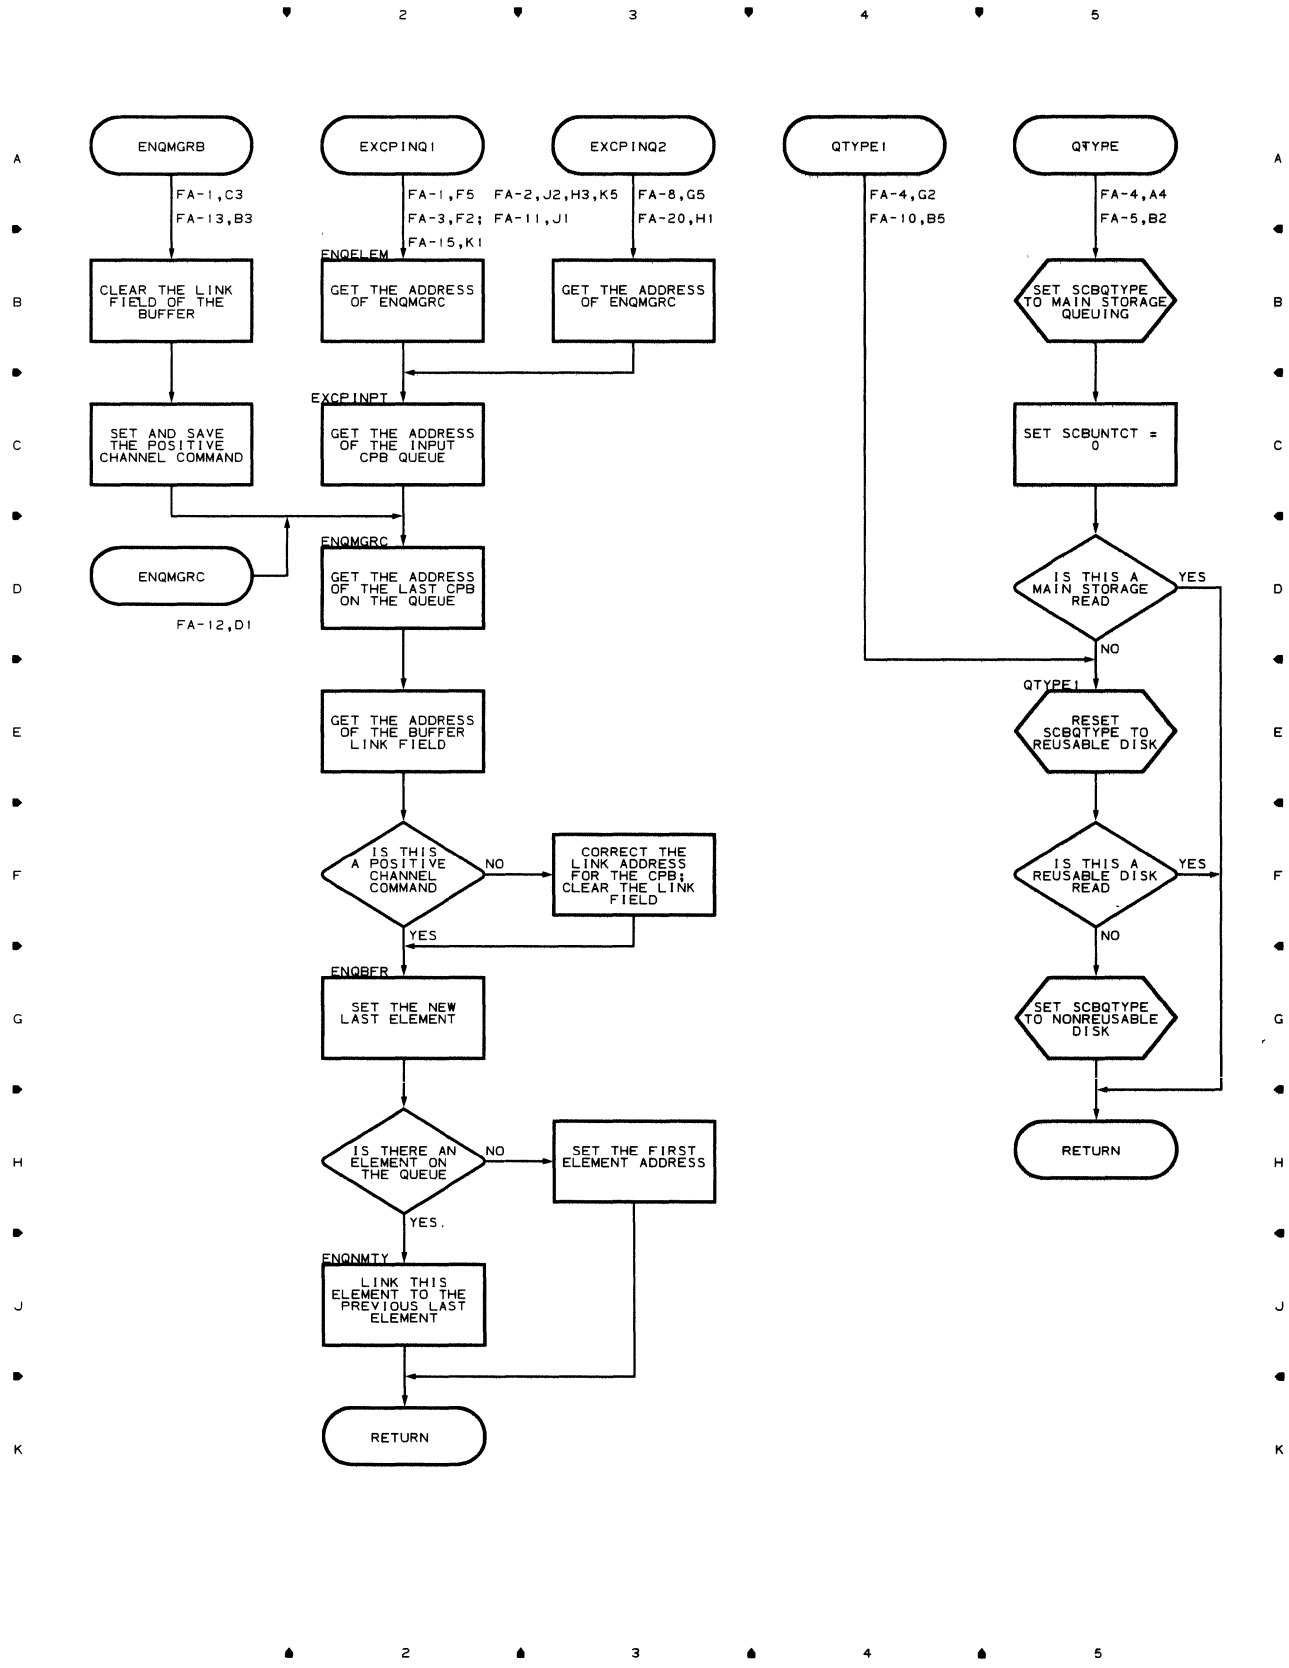 2 3 4 5
A ENQMGRB EXCPINQ1 EXCPINQ2 QTYPE1 QTYPE A
FA-1,C3 FA-1,F5 FA-2,J2,H3,K5 FA-8,G5 FA-4,G2 FA-4,A4
FA-13,B3 FA-3,F2; FA-11,J1 FA-20,H1 FA-10,B5 FA-5,B2
FA-15,K1
ENQELEM
B
CLEAR THE LINK
FIELD OF THE
BUFFER
GET THE ADDRESS
OF ENQMGRC
GET THE ADDRESS
OF ENQMGRC
SET SCBQTYPE
TO MAIN STORAGE
QUEUING
B
EXCPINPT
C
SET AND SAVE
THE POSITIVE
CHANNEL COMMAND
GET THE ADDRESS
OF THE INPUT
CPB QUEUE
SET SCBUNTCT =
0
C
ENQMGRC
D
ENQMGRC
FA-12,D1
GET THE ADDRESS
OF THE LAST CPB
ON THE QUEUE
IS THIS A
MAIN STORAGE
READ
YES
D
NO
QTYPE1
E
GET THE ADDRESS
OF THE BUFFER
LINK FIELD
RESET
SCBQTYPE TO
REUSABLE DISK
E
F
IS THIS
A POSITIVE
CHANNEL
COMMAND
NO
CORRECT THE
LINK ADDRESS
FOR THE CPB;
CLEAR THE LINK
FIELD
IS THIS A
REUSABLE DISK
READ
YES
F
YES
NO
ENQBFR
G
SET THE NEW
LAST ELEMENT
SET SCBQTYPE
TO NONREUSABLE
DISK
G
H
IS THERE AN
ELEMENT ON
THE QUEUE
NO
SET THE FIRST
ELEMENT ADDRESS
RETURN
H
YES.
ENQNMTY
J
LINK THIS
ELEMENT TO THE
PREVIOUS LAST
ELEMENT
J
K RETURN K
2 3 4 5